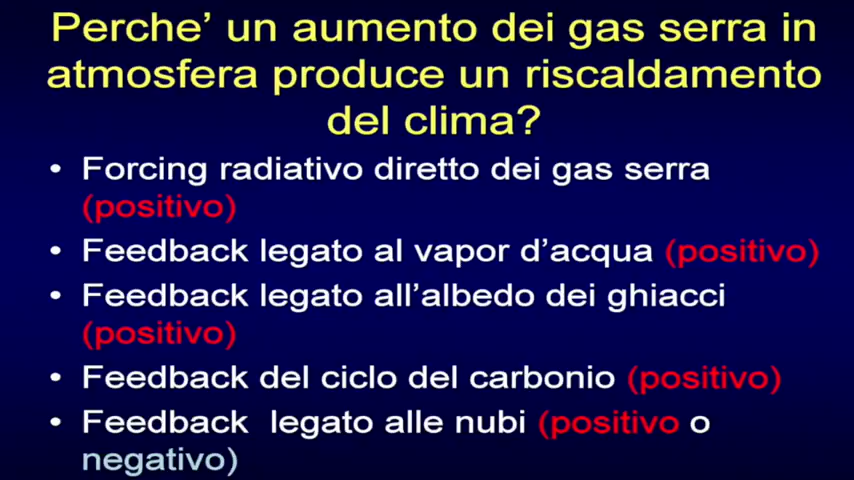 Perche' un aumento dei gas serra in
atmosfera produce un riscaldamento
del clima?
• Forcing radiativo diretto dei gas serra
(positivo)
• Feedback legato al vapor d'acqua (positivo)
• Feedback legato all'albedo dei ghiacci
(positivo)
• Feedback del ciclo del carbonio (positivo)
• Feedback legato alle nubi (positivo o
negativo)